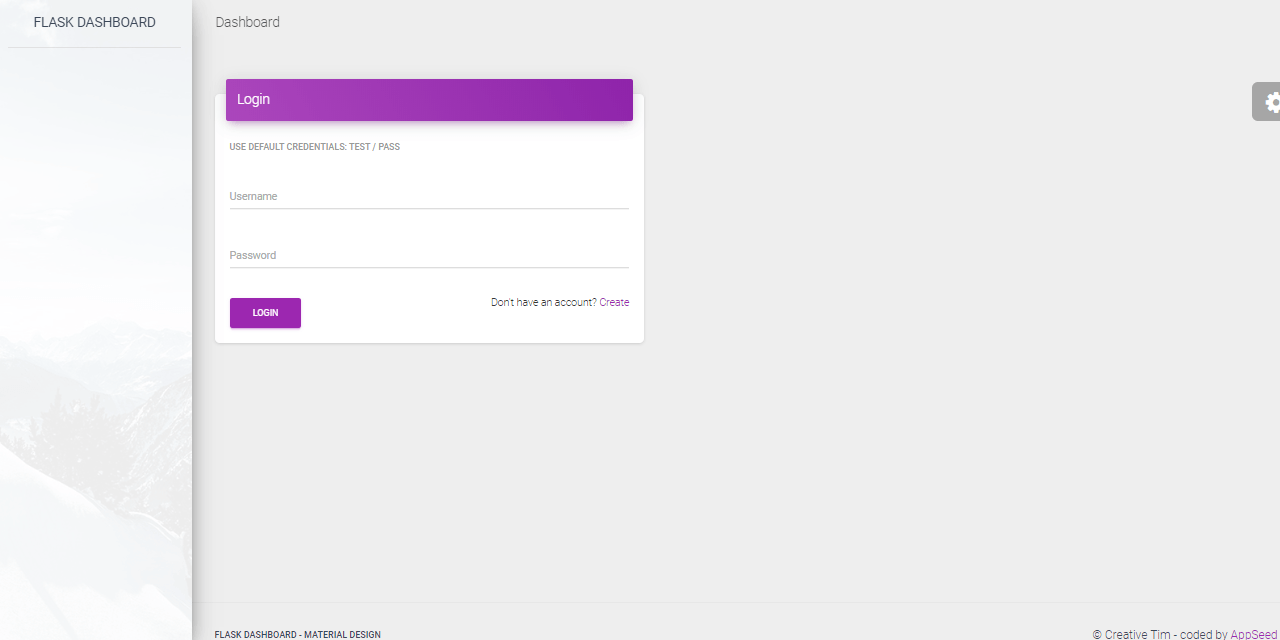 FLASK DASHBOARD
Dashboard
Login
USE DEFAULT CREDENTIALS: TEST / PASS
Username
Password
LOGIN
Don't have an account? Create
FLASK DASHBOARD - MATERIAL DESIGN
© Creative Tim - coded by AppSeed